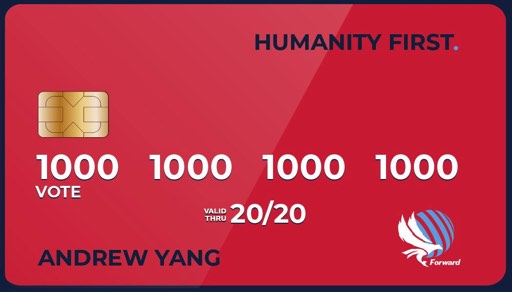 HUMANITY FIRST.
1000 1000 1000 1000
VOTE
VALID
THRU 20/20
ANDREW YANG
Forward